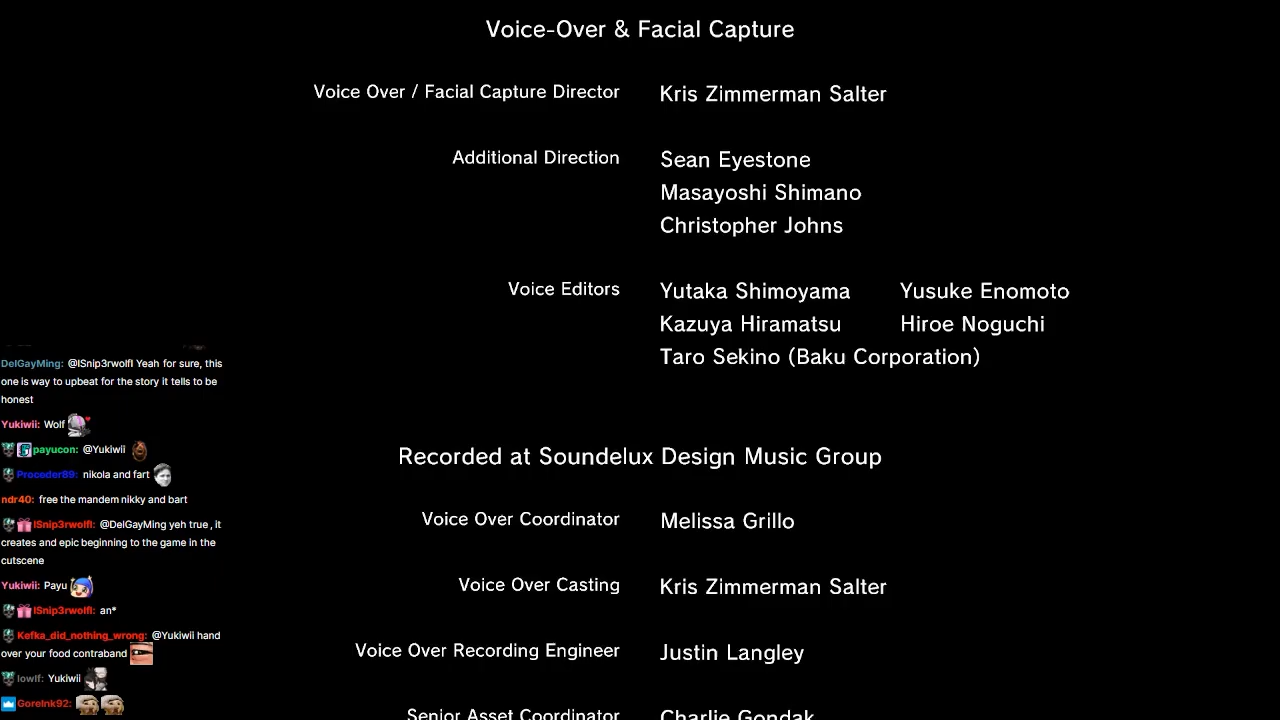 Voice-Over & Facial Capture
Voice Over / Facial Capture Director Kris Zimmerman Salter
Additional Direction Sean Eyestone
Masayoshi Shimano
Christopher Johns
Voice Editors Yutaka Shimoyama Yusuke Enomoto
Kazuya Hiramatsu Hiroe Noguchi
Taro Sekino (Baku Corporation)
Recorded at Soundelux Design Music Group
Voice Over Coordinator Melissa Grillo
Voice Over Casting Kris Zimmerman Salter
Voice Over Recording Engineer Justin Langley
Senior Asset Coordinator Charlie Gondak
DelGayMing: @lSnip3rwolfl Yeah for sure, this
one is way to upbeat for the story it tells to be
honest
Yukiwii: Wolf
payucon: @Yukiwii
Proceder89: nikola and fart
ndr40: free the mandem nikky and bart
lSnip3rwolfl: @DelGayMing yeh true , it
creates and epic beginning to the game in the
cutscene
Yukiwii: Payu
lSnip3rwolfl: an*
Kefka_did_nothing_wrong: @Yukiwii hand
over your food contraband
lowlf: Yukiwii
GoreInk92: